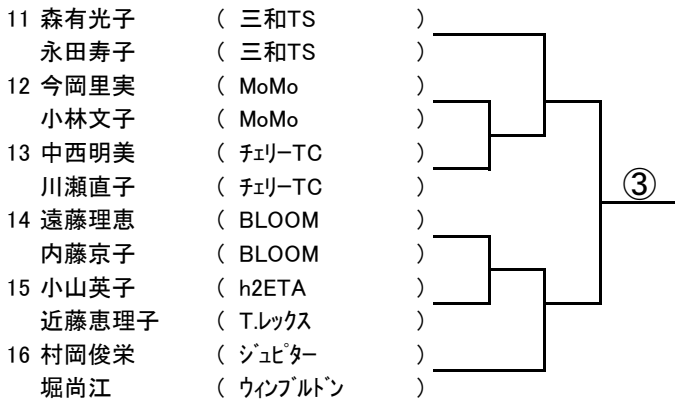 11 森有光子 ( 三和TS )
永田寿子 ( 三和TS )
12 今岡里実 ( MoMo )
小林文子 ( MoMo )
13 中西明美 ( ﾁｪﾘｰTC )
川瀬直子 ( ﾁｪﾘｰTC )
③
14 遠藤理恵 ( BLOOM )
内藤京子 ( BLOOM )
15 小山英子 ( h2ETA )
近藤恵理子 ( T.ﾚｯｸｽ )
16 村岡俊栄 ( ｼﾞｭﾋﾟﾀｰ )
堀尚江 ( ｳｨﾝﾌﾞﾙﾄﾞﾝ )